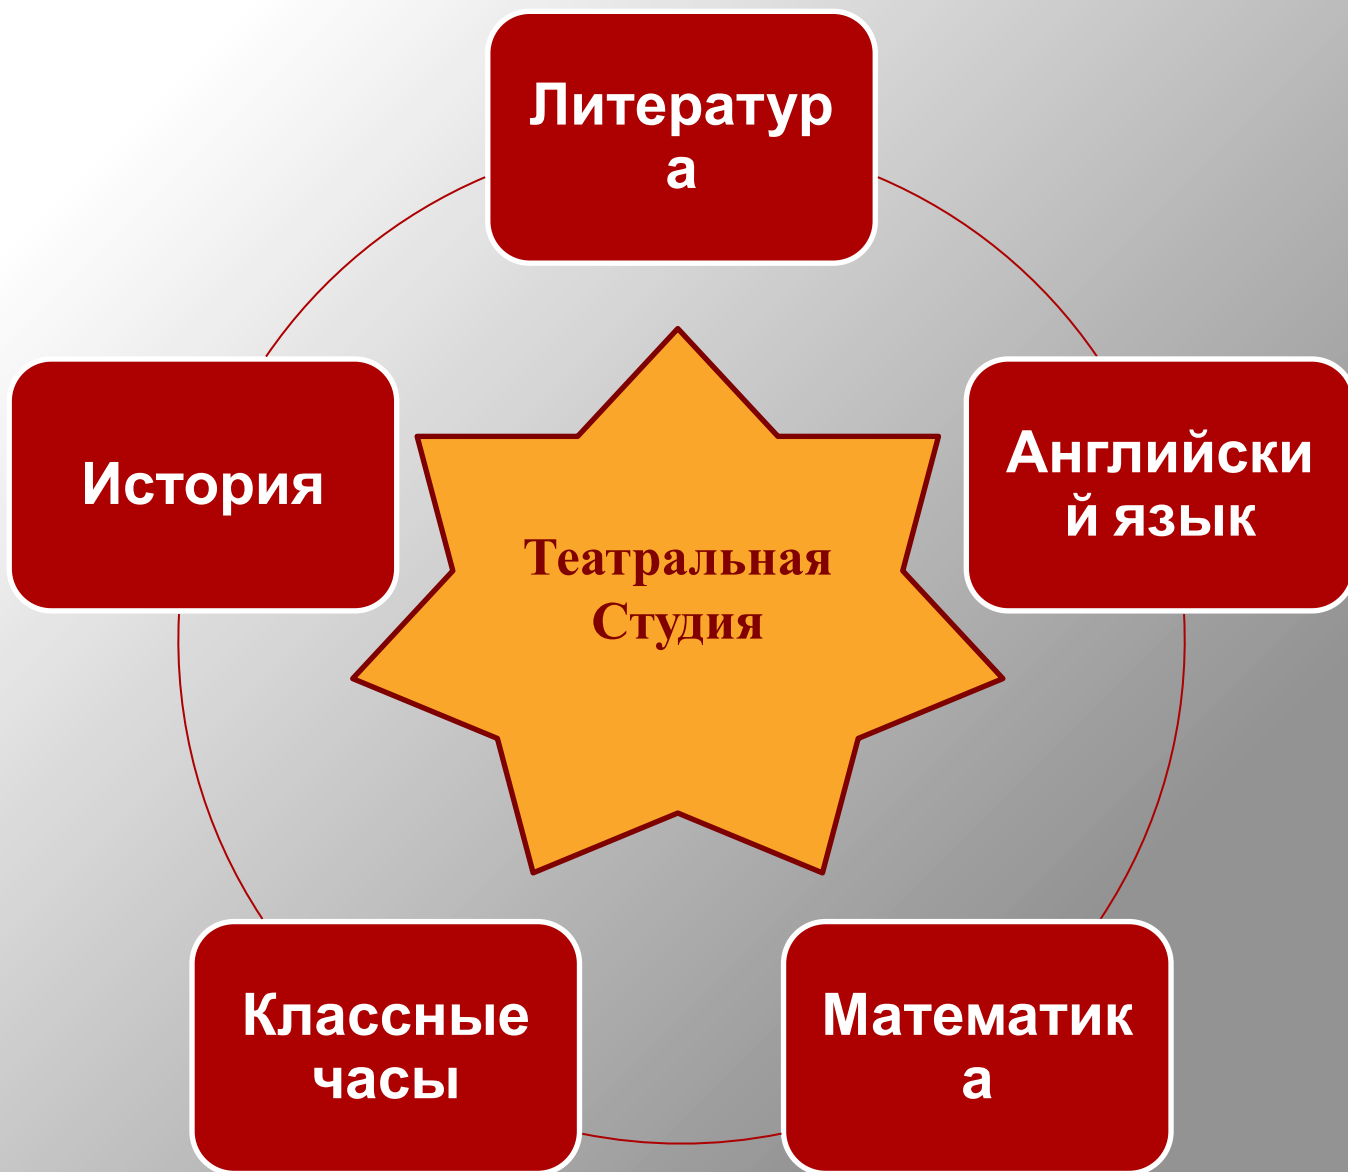 Литератур
а
История
Английски
й язык
Театральная
Студия
Классные
часы
Математик
а